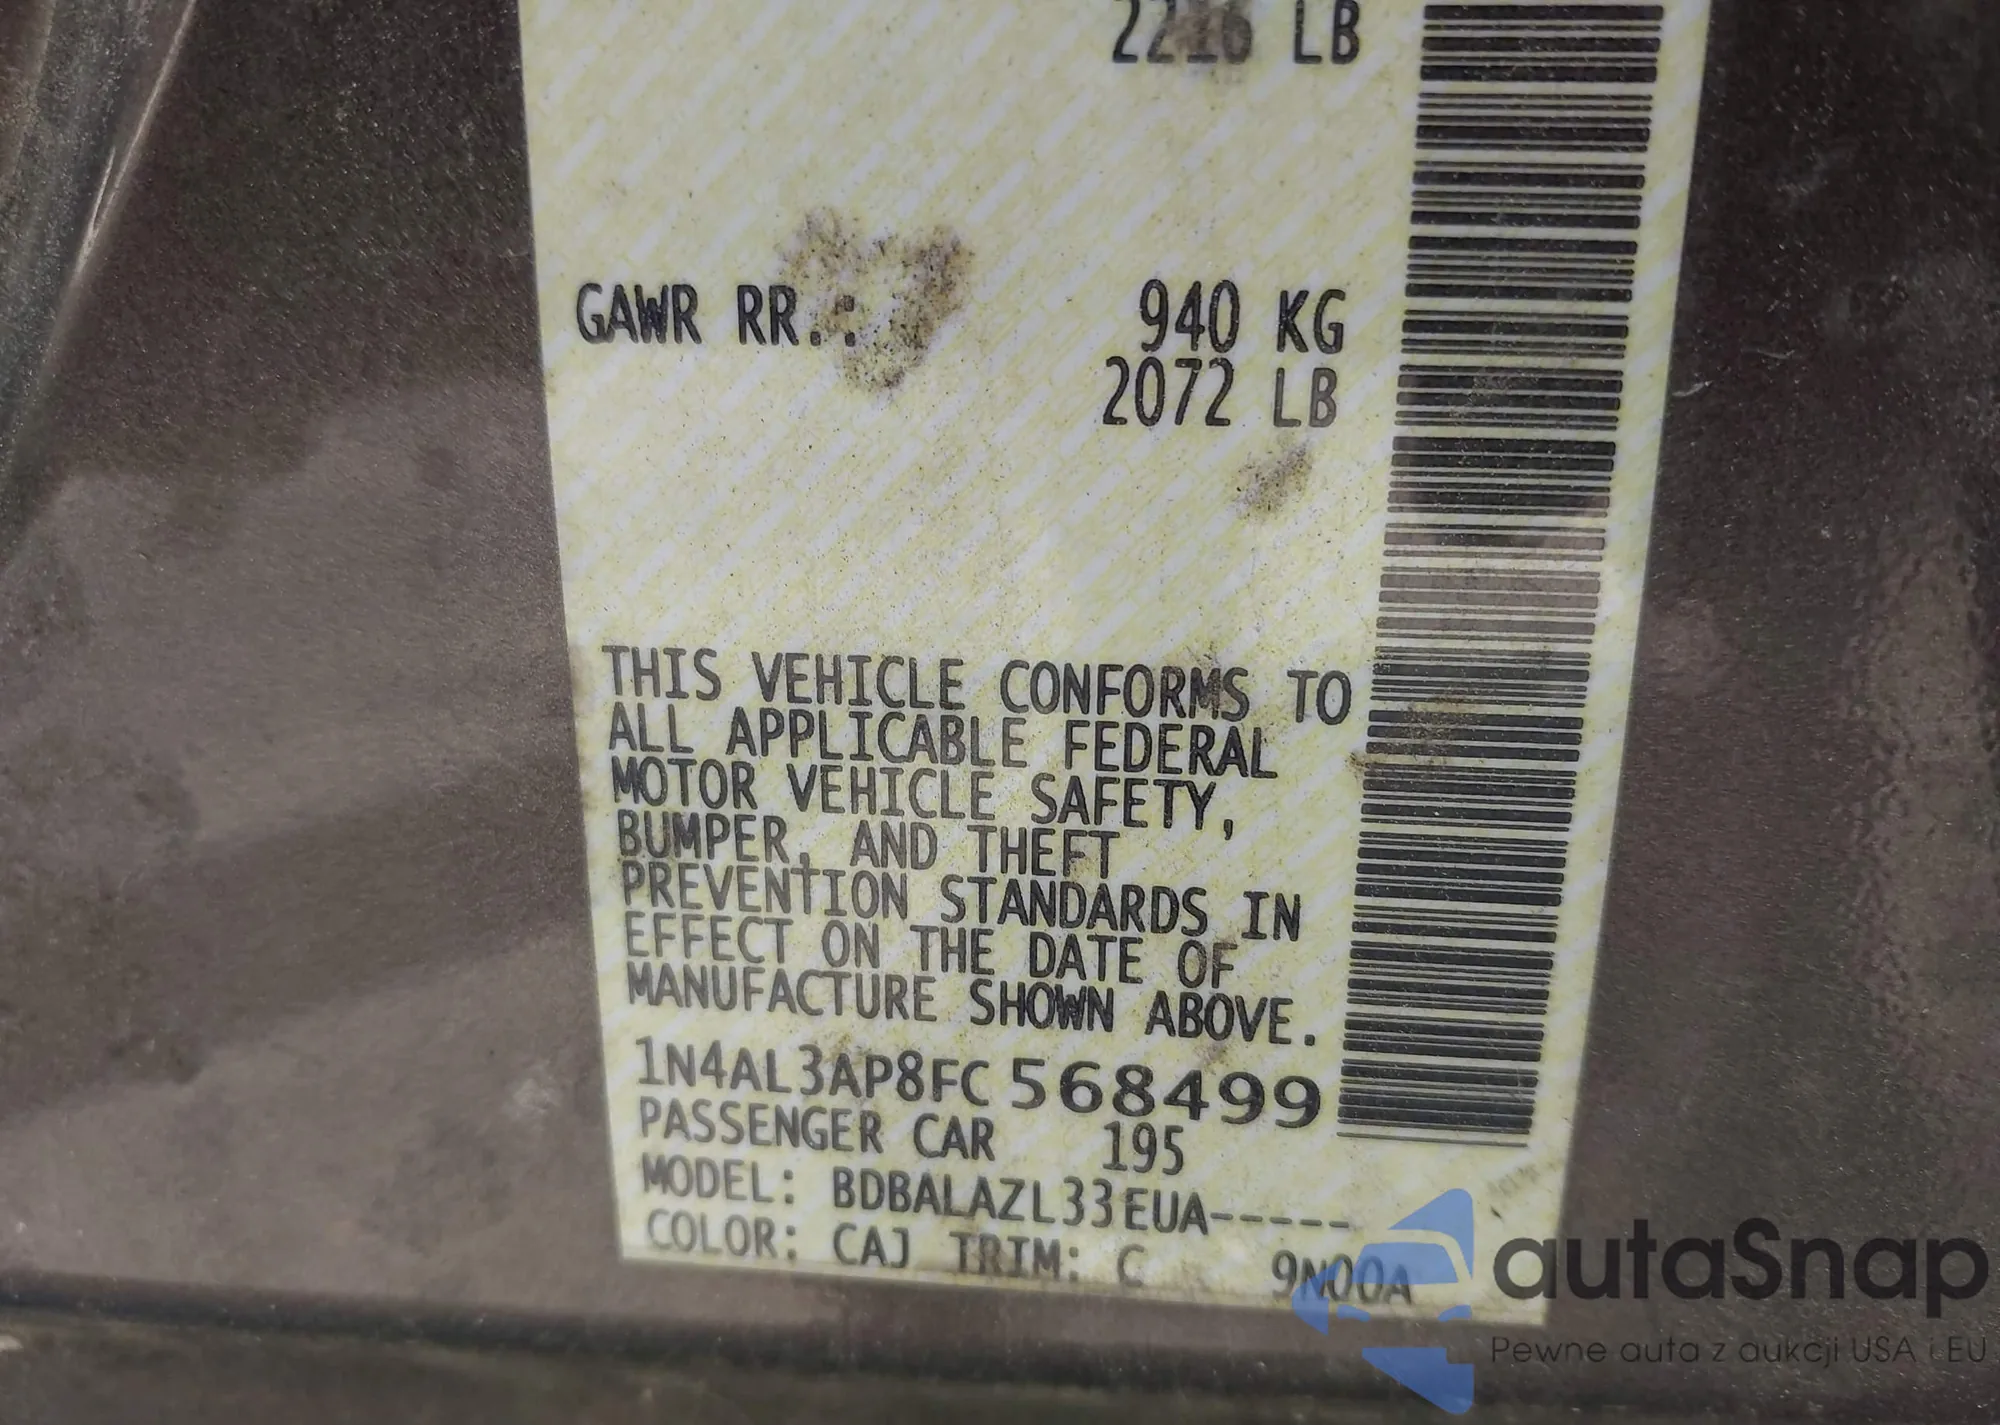 2216 LB
GAWR RR.: 940 KG
2072 LB
THIS VEHICLE CONFORMS TO
ALL APPLICABLE FEDERAL
MOTOR VEHICLE SAFETY,
BUMPER, AND THEFT
PREVENTION STANDARDS IN
EFFECT ON THE DATE OF
MANUFACTURE SHOWN ABOVE.
1N4AL3AP8FC568499
PASSENGER CAR 195
MODEL: BDBALAZL33EUA-----
COLOR: CAJ TRIM: C 9N00A
autaSnap
Pewne auta z aukcji USA i EU